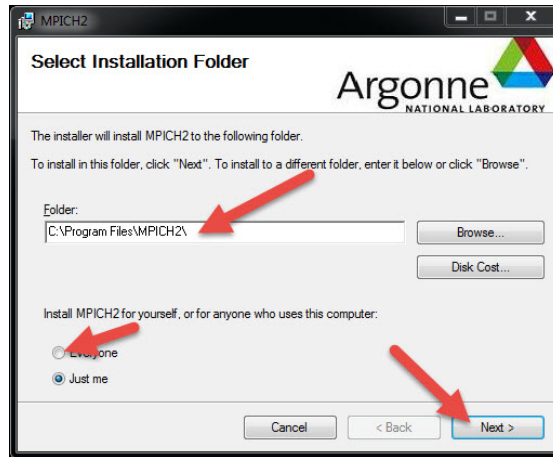 MPICH2
Select Installation Folder
Argonne
NATIONAL LABORATORY
The installer will install MPICH2 to the following folder.
To install in this folder, click "Next". To install to a different folder, enter it below or click "Browse".
Folder:
C:\Program Files\MPICH2\
Browse...
Disk Cost...
Install MPICH2 for yourself, or for anyone who uses this computer:
Everyone
Just me
Cancel
< Back
Next >